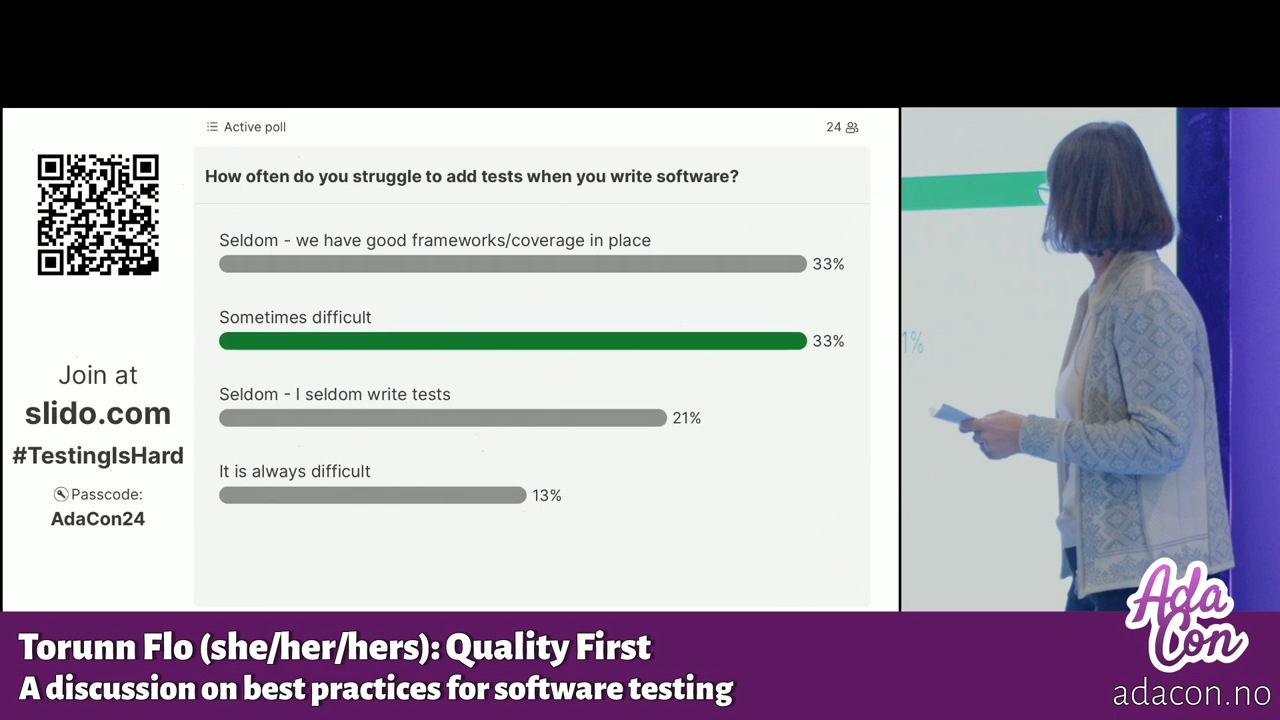 Active poll
24
How often do you struggle to add tests when you write software?
Seldom - we have good frameworks/coverage in place
33%
Sometimes difficult
33%
Seldom - I seldom write tests
21%
It is always difficult
13%
Join at
slido.com
#TestingIsHard
Passcode:
AdaCon24
1%
Torunn Flo (she/her/hers): Quality First
A discussion on best practices for software testing
Ada
Con
adacon.no